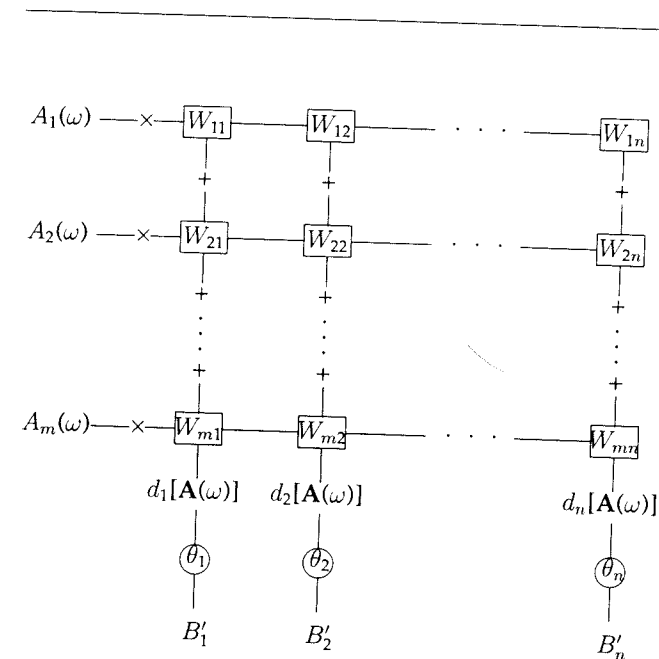 A₁(ω) × W₁₁ W₁₂ · · · W₁ₙ
+ + +
A₂(ω) × W₂₁ W₂₂ · · · W₂ₙ
+ + +
· · ·
· · ·
· · ·
+ + +
Aₘ(ω) × Wₘ₁ Wₘ₂ · · · Wₘₙ
d₁[A(ω)] d₂[A(ω)] dₙ[A(ω)]
θ₁ θ₂ θₙ
B′₁ B′₂ B′ₙ